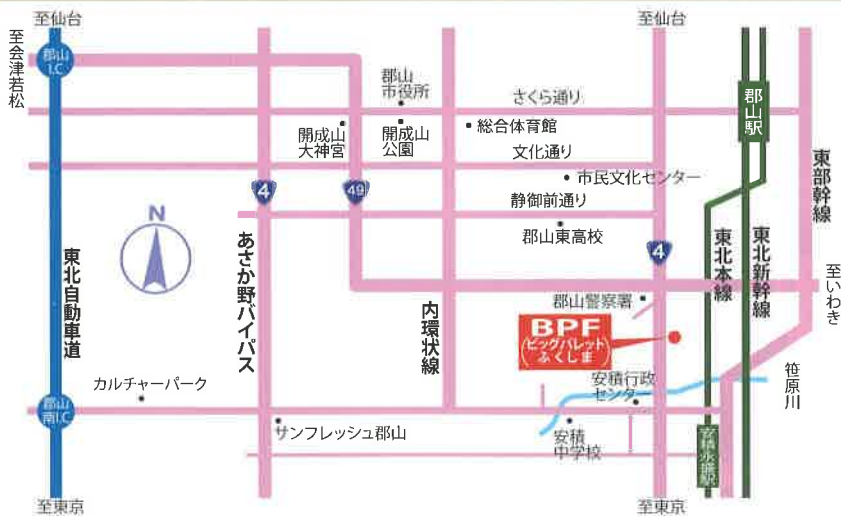 至仙台
至仙台
至会津若松
郡山
I.C
郡山
市役所
さくら通り
郡山駅
開成山
大神宮
開成山
公園
総合体育館
文化通り
市民文化センター
東部幹線
4
49
静御前通り
N
郡山東高校
東北自動車道
あさか野バイパス
4
東北本線
東北新幹線
至いわき
内環状線
郡山警察署
BPF
(ビッグパレット
ふくしま)
笹原川
カルチャーパーク
安積行政
センター
郡山
南I.C
サンフレッシュ郡山
安積
中学校
安積永盛駅
至東京
至東京